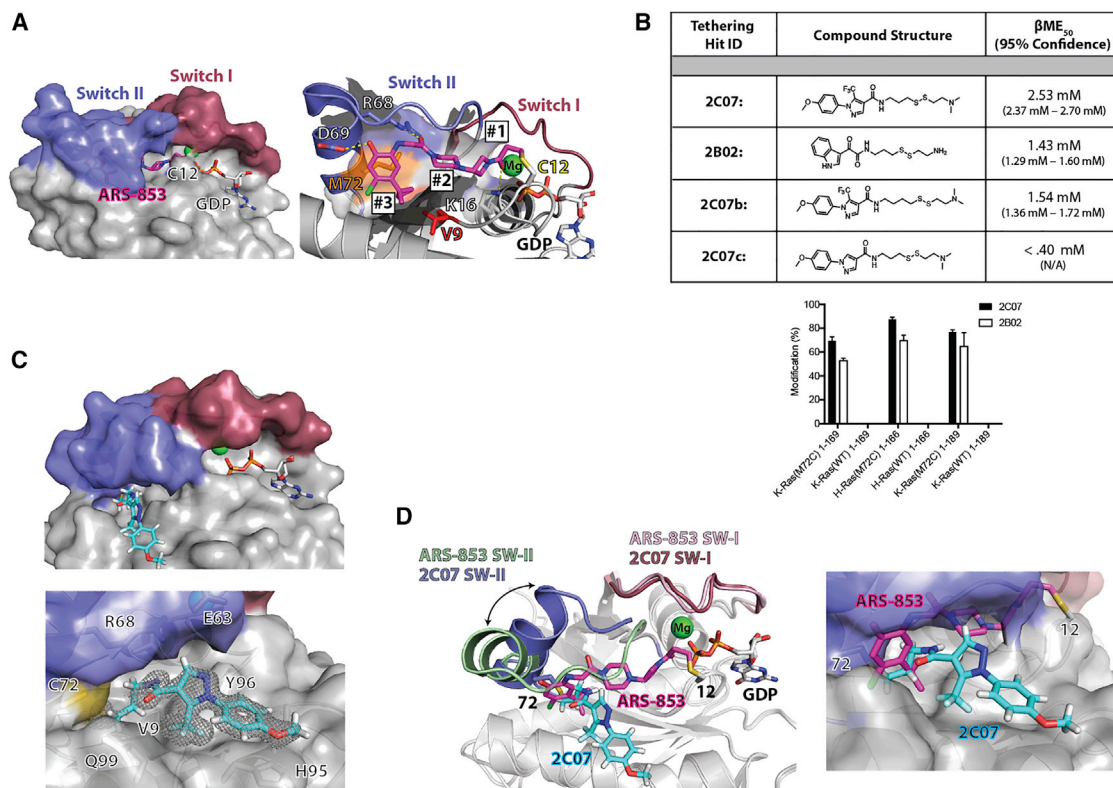 A
Switch II
Switch I
ARS-853
C12
GDP
Switch II
Switch I
R68
D69
#1
Mg
C12
M72
#2
#3
K16
V9
GDP
B
Tethering Hit ID
Compound Structure
βME50 (95% Confidence)
2C07:
F3C
O
O
N
N
N
H
S
S
N
2.53 mM
(2.37 mM – 2.70 mM)
2B02:
O
O
N
H
N
H
S
S
NH2
1.43 mM
(1.29 mM – 1.60 mM)
2C07b:
F3C
O
O
N
N
N
H
S
S
N
1.54 mM
(1.36 mM – 1.72 mM)
2C07c:
O
O
N
N
N
H
S
S
N
< .40 mM
(N/A)
2C07
2B02
Modification (%)
100
80
60
40
20
0
K-Ras(M72C) 1-169
K-Ras(WT) 1-169
H-Ras(M72C) 1-166
H-Ras(WT) 1-166
K-Ras(M72C) 1-189
K-Ras(WT) 1-189
C
R68
E63
C72
Y96
V9
Q99
H95
D
ARS-853 SW-II
2C07 SW-II
ARS-853 SW-I
2C07 SW-I
Mg
72
ARS-853
12
GDP
2C07
ARS-853
12
72
2C07